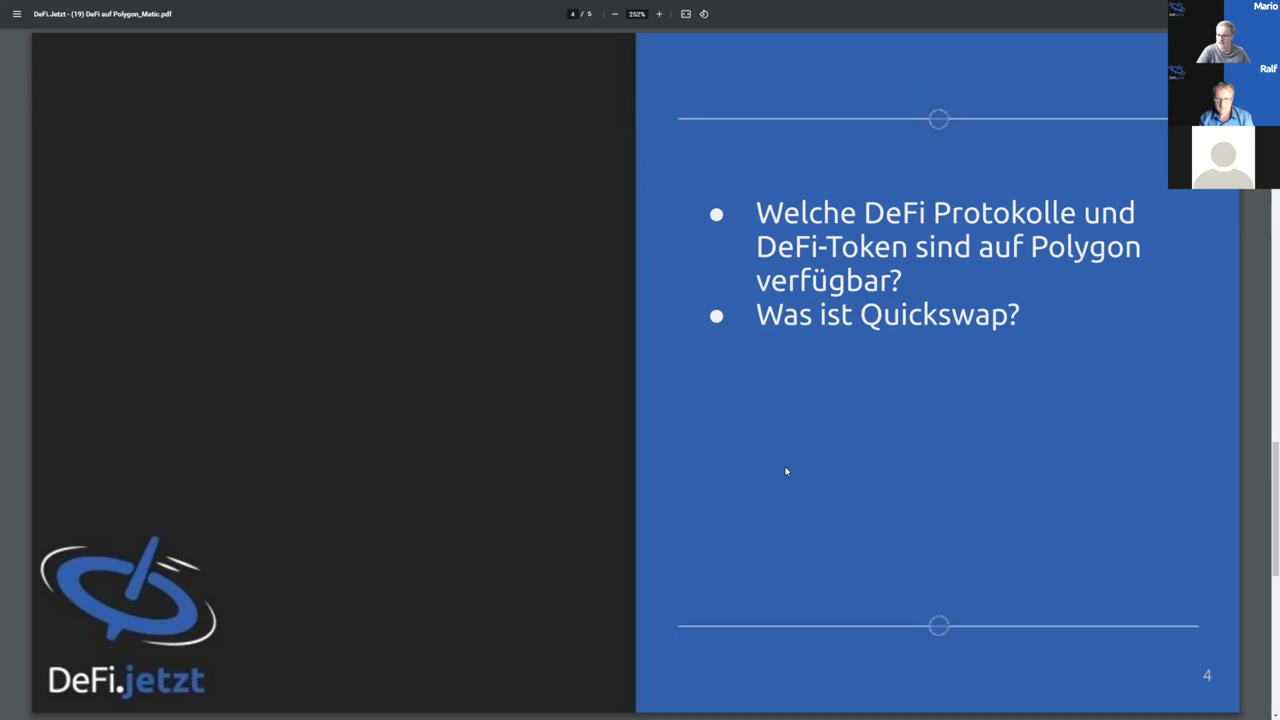 DeFi.Jetzt - (19) DeFi auf Polygon_Matic.pdf
4 / 5
252%
Mario
Ralf
● Welche DeFi Protokolle und
DeFi-Token sind auf Polygon
verfügbar?
● Was ist Quickswap?
DeFi.jetzt
4